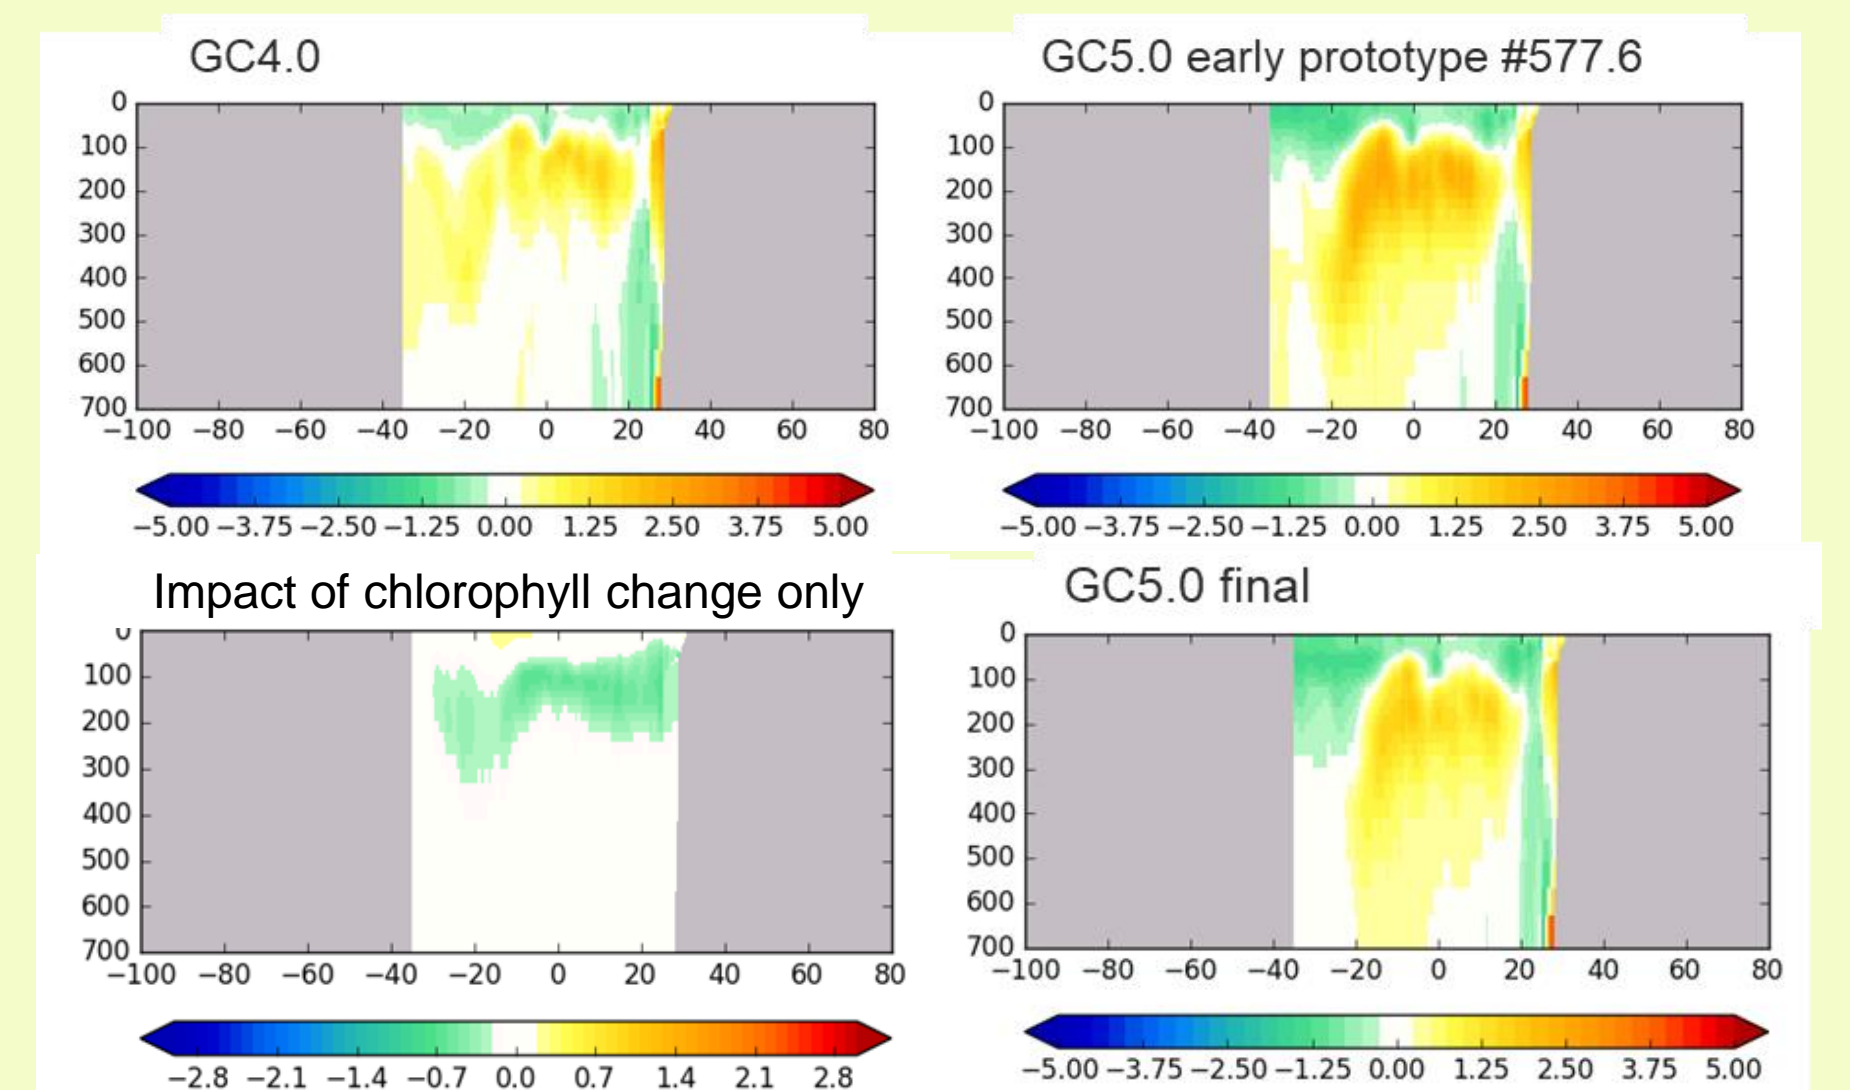 GC4.0
0
100
200
300
400
500
600
700
−100 −80 −60 −40 −20 0 20 40 60 80
−5.00 −3.75 −2.50 −1.25 0.00 1.25 2.50 3.75 5.00
GC5.0 early prototype #577.6
0
100
200
300
400
500
600
700
−100 −80 −60 −40 −20 0 20 40 60 80
−5.00 −3.75 −2.50 −1.25 0.00 1.25 2.50 3.75 5.00
Impact of chlorophyll change only
0
100
200
300
400
500
600
700
−100 −80 −60 −40 −20 0 20 40 60 80
−2.8 −2.1 −1.4 −0.7 0.0 0.7 1.4 2.1 2.8
GC5.0 final
0
100
200
300
400
500
600
700
−100 −80 −60 −40 −20 0 20 40 60 80
−5.00 −3.75 −2.50 −1.25 0.00 1.25 2.50 3.75 5.00